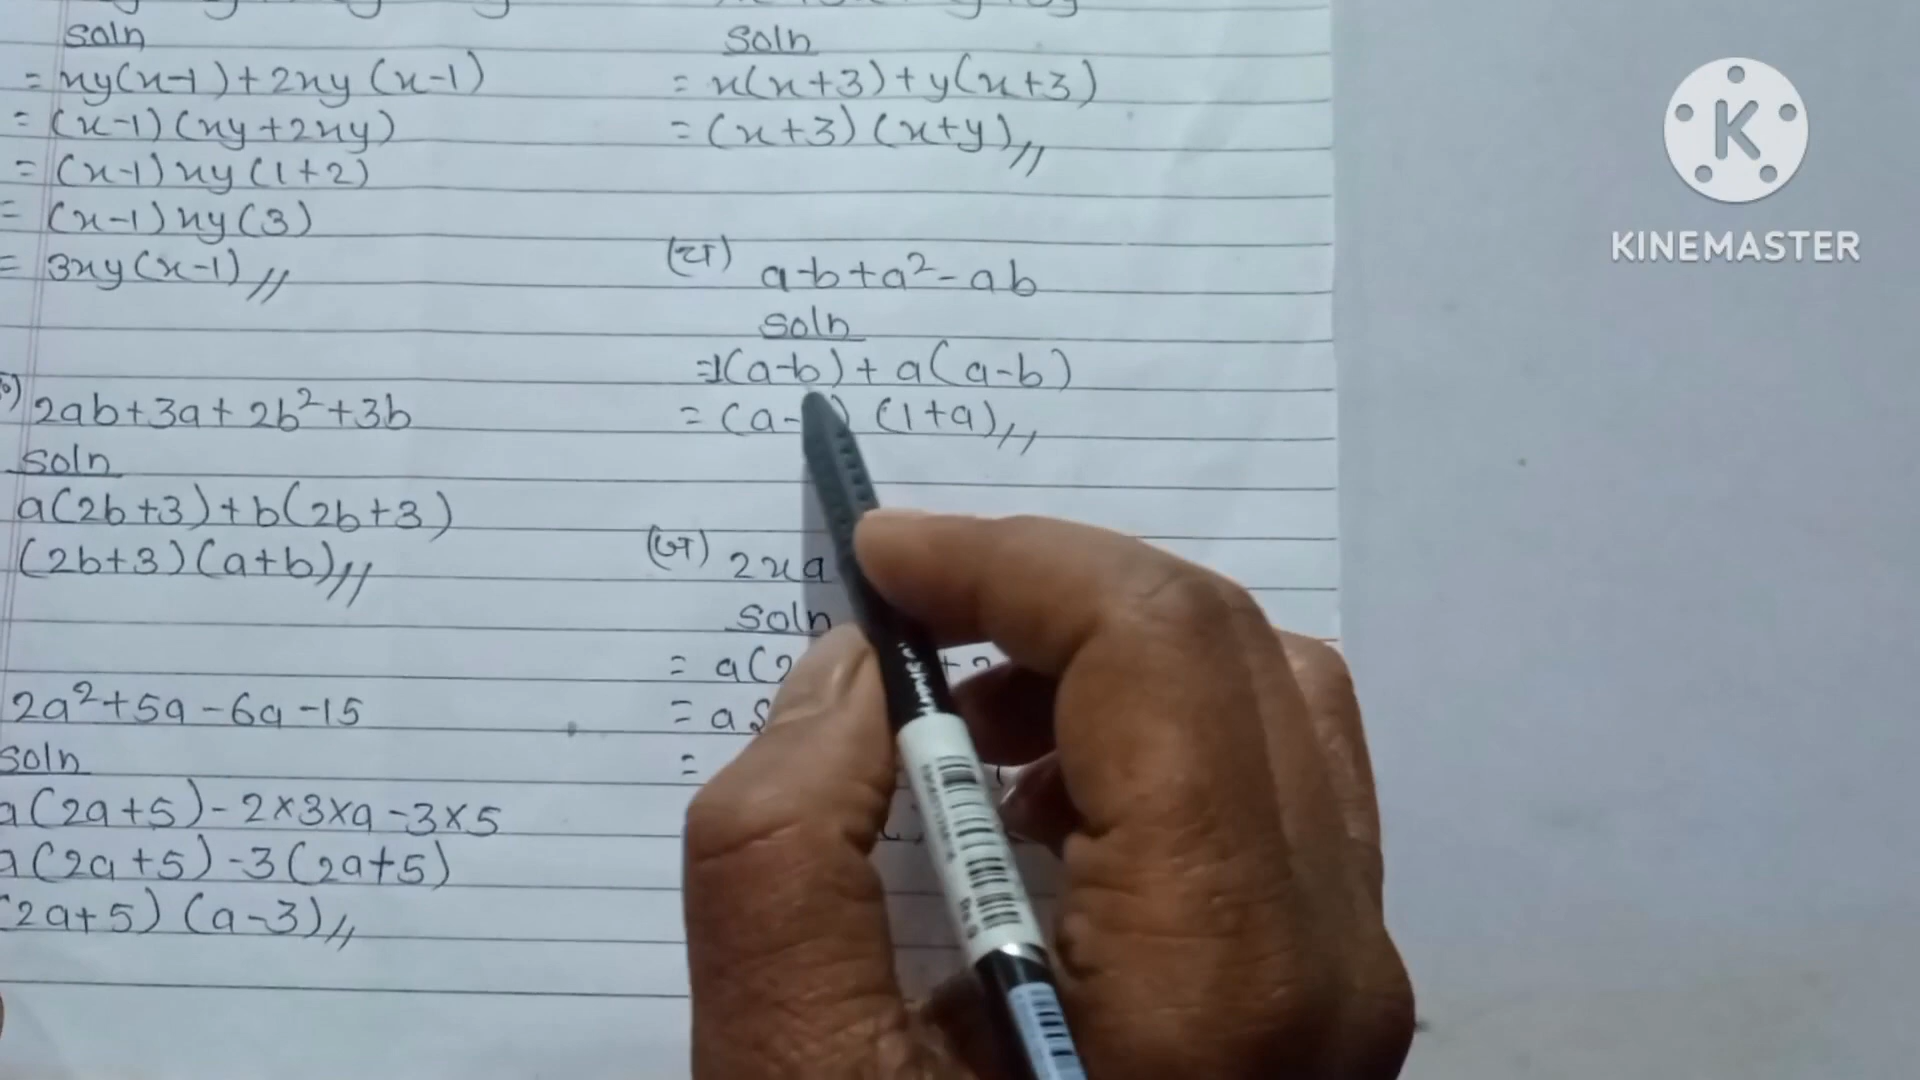 soln
= xy(x-1)+2xy(x-1)
= (x-1)(xy+2xy)
= (x-1)xy(1+2)
= (x-1)xy(3)
= 3xy(x-1)//
2ab+3a+2b²+3b
soln
a(2b+3)+b(2b+3)
(2b+3)(a+b)//
2a²+5a-6a-15
soln
a(2a+5)-2×3×a-3×5
a(2a+5)-3(2a+5)
(2a+5)(a-3)//
soln
= x(x+3)+y(x+3)
= (x+3)(x+y)//
(घ) a-b+a²-ab
soln
=1(a-b)+a(a-b)
= (a- ) (1+a)//
2xa
soln
= a(2 +
= a
=
KINEMASTER